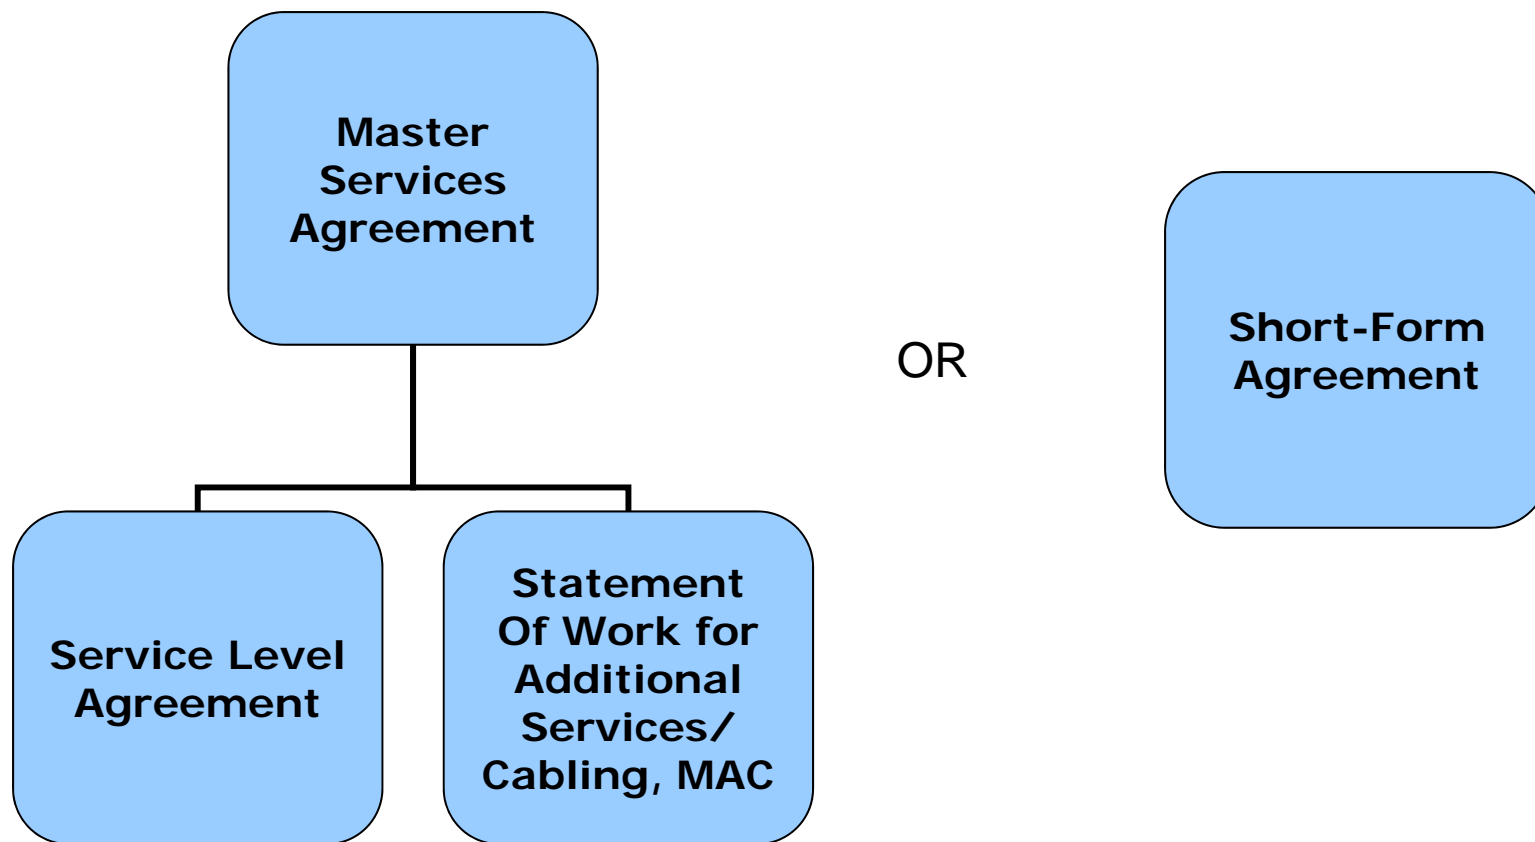 Master
Services
Agreement
OR
Short-Form
Agreement
Service Level
Agreement
Statement
Of Work for
Additional
Services/
Cabling, MAC